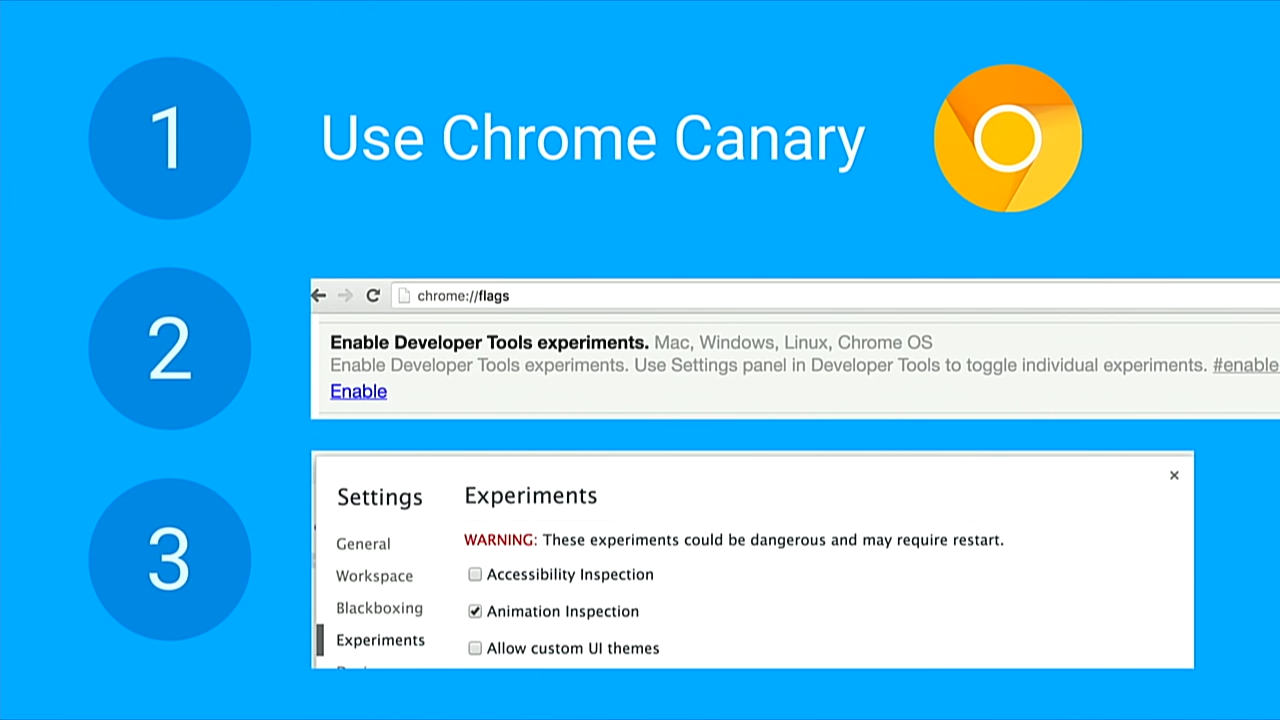 1
Use Chrome Canary
2
chrome://flags
Enable Developer Tools experiments. Mac, Windows, Linux, Chrome OS
Enable Developer Tools experiments. Use Settings panel in Developer Tools to toggle individual experiments. #enable
Enable
3
Settings
Experiments
General
WARNING: These experiments could be dangerous and may require restart.
Workspace
Accessibility Inspection
Blackboxing
Animation Inspection
Experiments
Allow custom UI themes